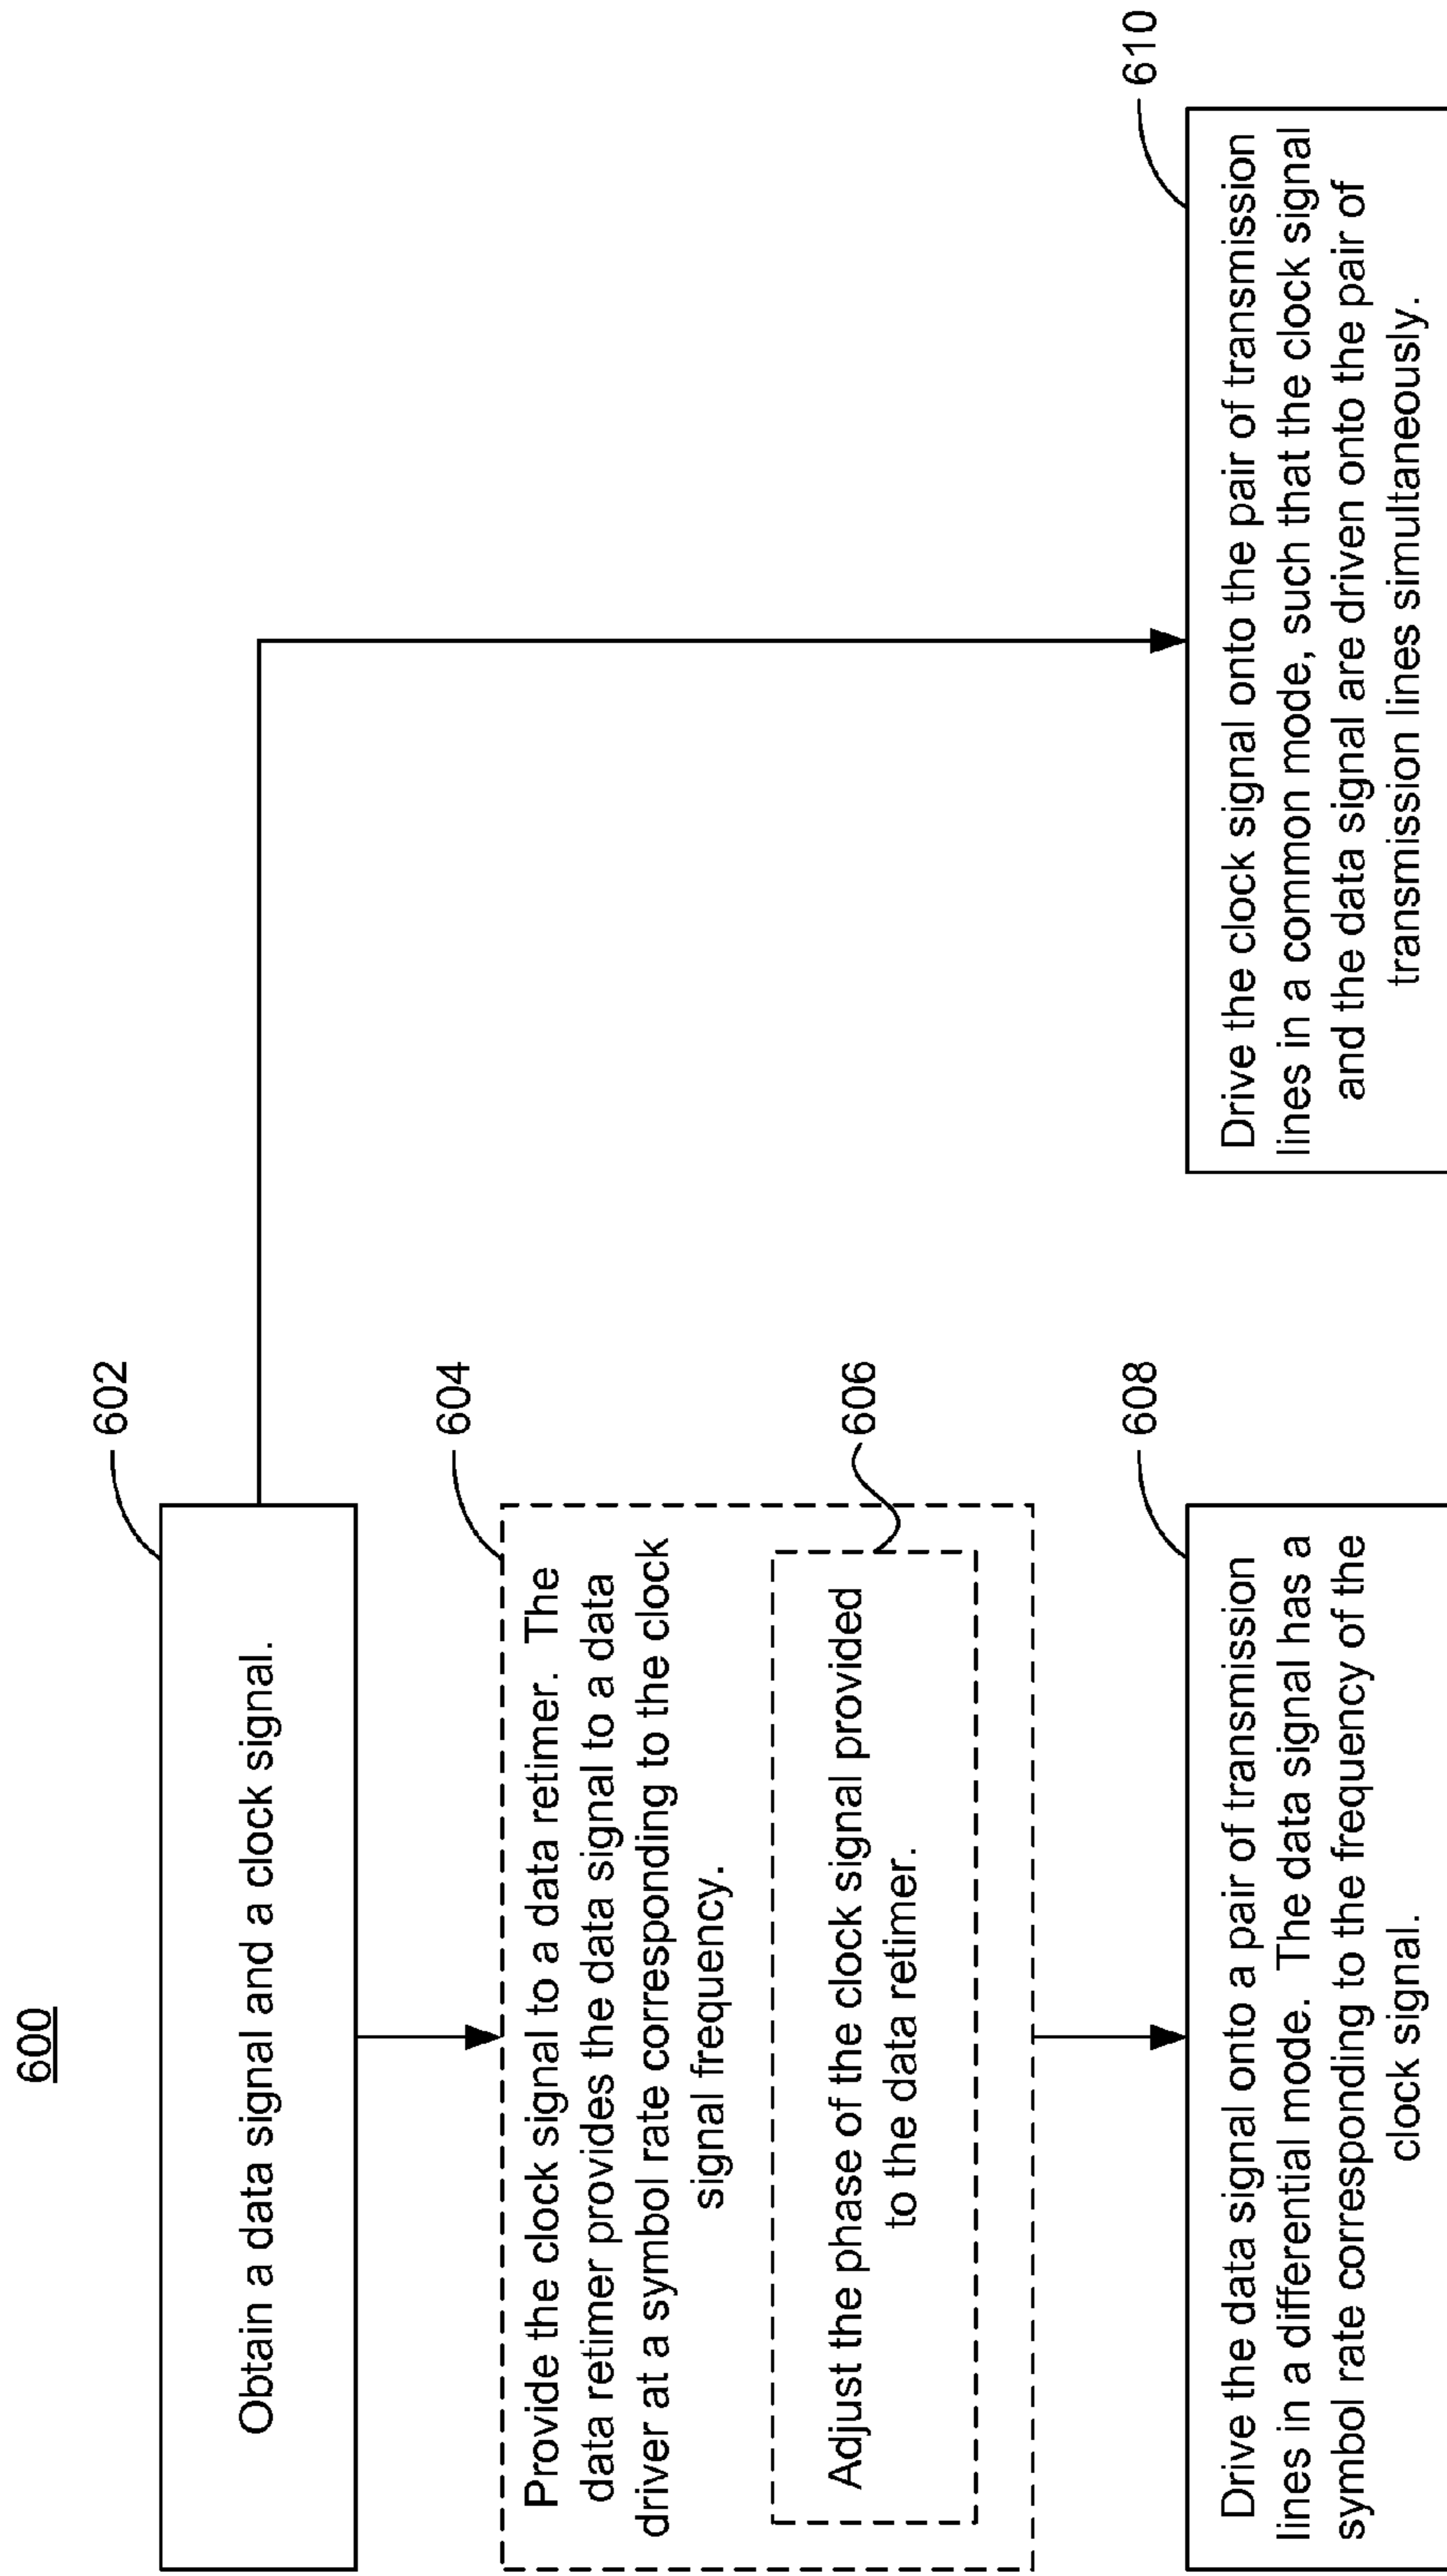 600
602
Obtain a data signal and a clock signal.
604
Provide the clock signal to a data retimer. The
data retimer provides the data signal to a data
driver at a symbol rate corresponding to the clock
signal frequency.
606
Adjust the phase of the clock signal provided
to the data retimer.
608
Drive the data signal onto a pair of transmission
lines in a differential mode. The data signal has a
symbol rate corresponding to the frequency of the
clock signal.
610
Drive the clock signal onto the pair of transmission
lines in a common mode, such that the clock signal
and the data signal are driven onto the pair of
transmission lines simultaneously.